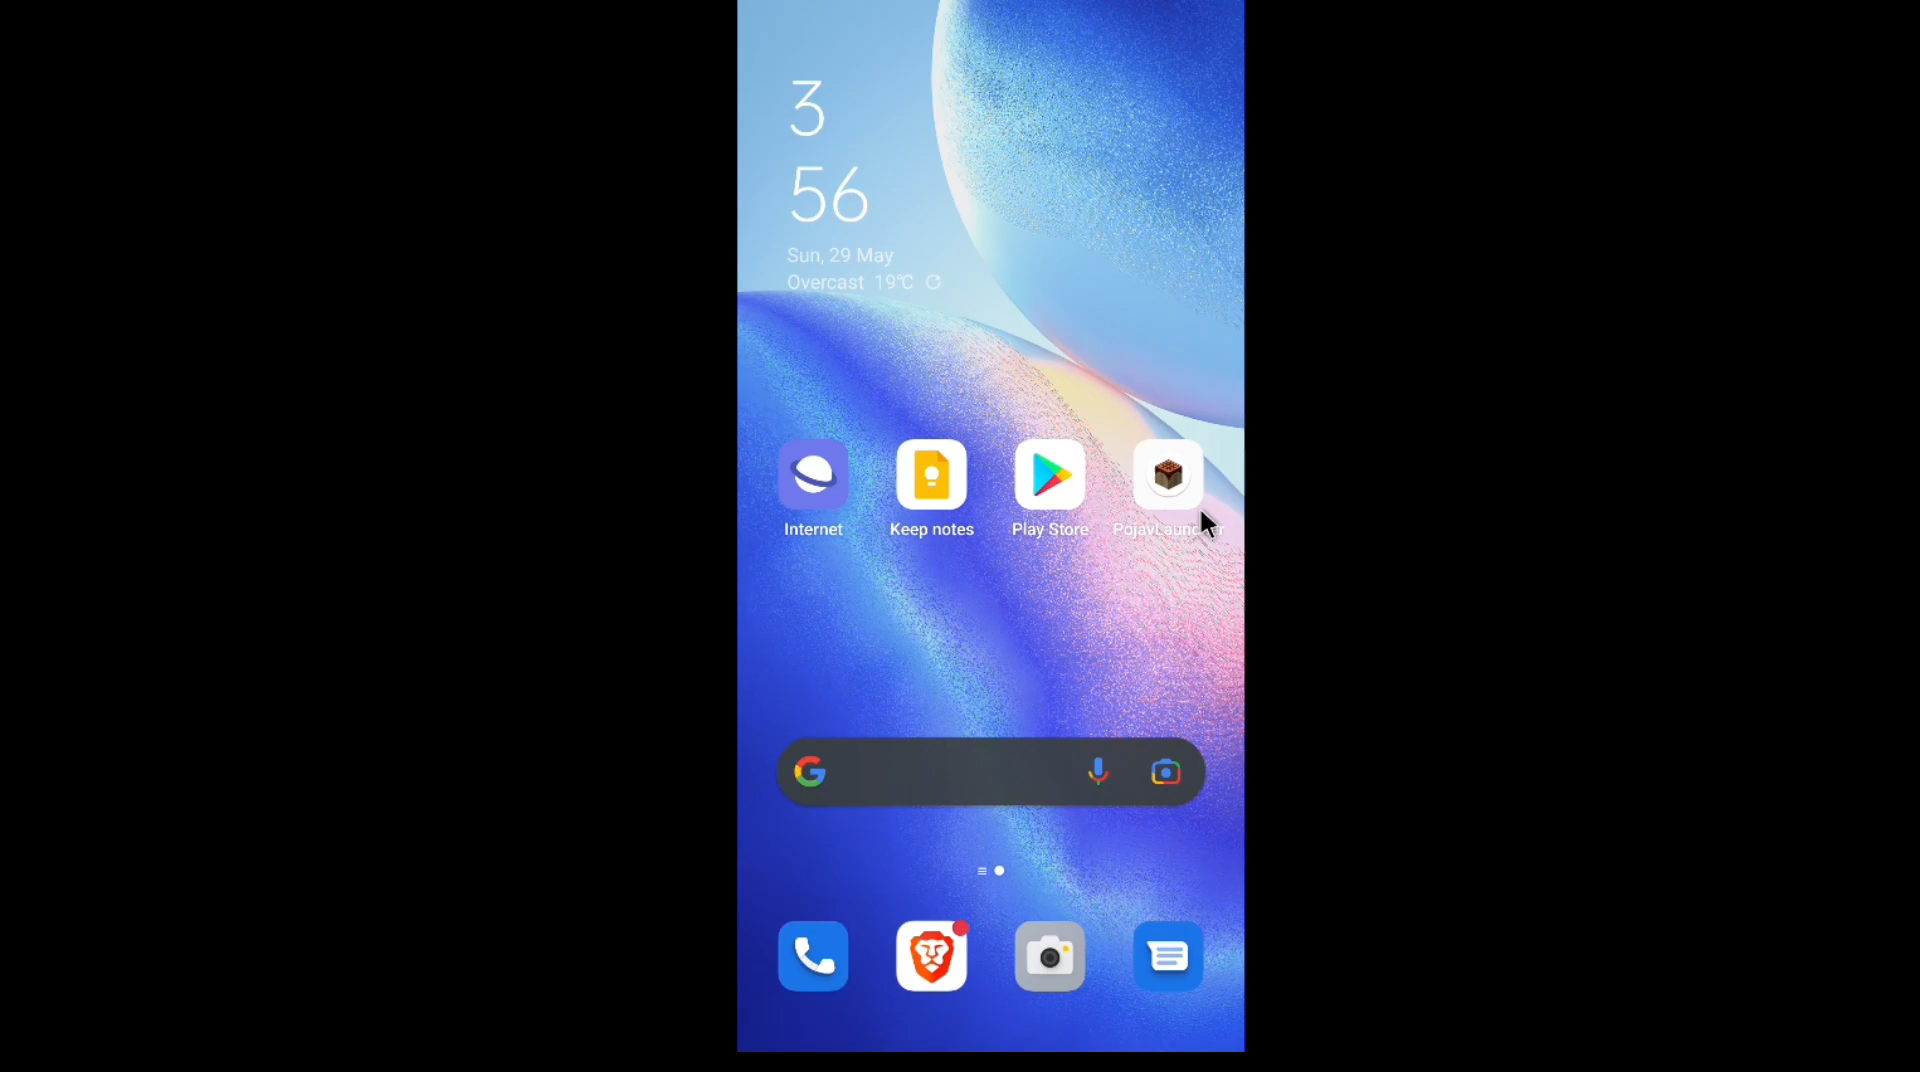 3
56
Sun, 29 May
Overcast 19°C
Internet
Keep notes
Play Store